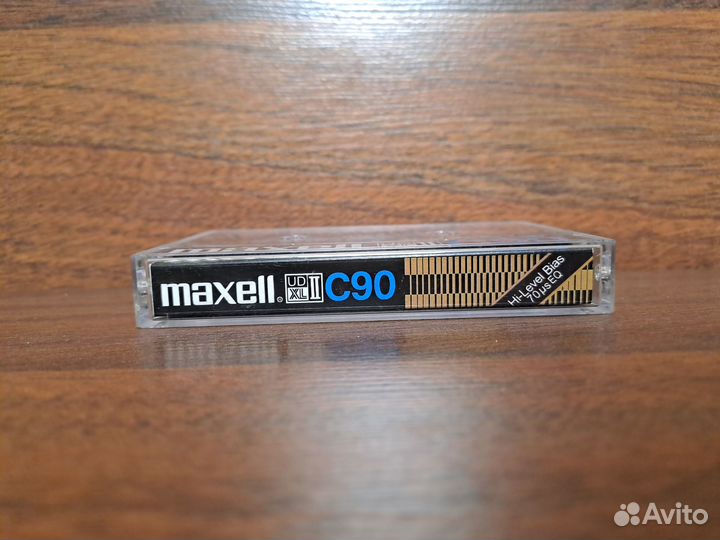 maxell® UD XL II C90
Hi-Level Bias
70μs EQ
Avito